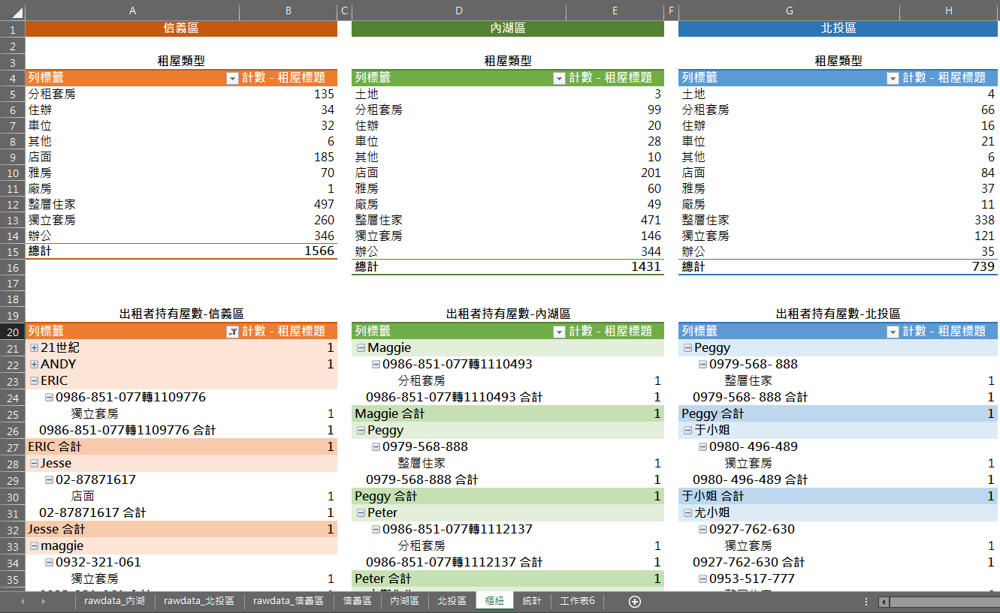 A B C D E F G H
1 信義區 內湖區 北投區
2
3 租屋類型 租屋類型 租屋類型
4 列標籤 計數 - 租屋標題 列標籤 計數 - 租屋標題 列標籤 計數 - 租屋標題
5 分租套房 135 土地 3 土地 4
6 住辦 34 分租套房 99 分租套房 66
7 車位 32 住辦 20 住辦 16
8 其他 6 車位 28 車位 21
9 店面 185 其他 10 其他 6
10 雅房 70 店面 201 店面 84
11 廠房 1 雅房 60 雅房 37
12 整層住家 497 廠房 49 廠房 11
13 獨立套房 260 整層住家 471 整層住家 338
14 辦公 346 獨立套房 146 獨立套房 121
15 總計 1566 辦公 344 辦公 35
16 總計 1431 總計 739
17
18
19 出租者持有屋數-信義區 出租者持有屋數-內湖區 出租者持有屋數-北投區
20 列標籤 計數 - 租屋標題 列標籤 計數 - 租屋標題 列標籤 計數 - 租屋標題
21 21世紀 1 Maggie Peggy
22 ANDY 1 0986-851-077轉1110493 0979-568- 888
23 ERIC 分租套房 1 整層住家 1
24 0986-851-077轉1109776 0986-851-077轉1110493 合計 1 0979-568- 888 合計 1
25 獨立套房 1 Maggie 合計 1 Peggy 合計 1
26 0986-851-077轉1109776 合計 1 Peggy 于小姐
27 ERIC 合計 1 0979-568-888 0980- 496-489
28 Jesse 整層住家 1 獨立套房 1
29 02-87871617 0979-568-888 合計 1 0980- 496-489 合計 1
30 店面 1 Peggy 合計 1 于小姐 合計 1
31 02-87871617 合計 1 Peter 尤小姐
32 Jesse 合計 1 0986-851-077轉1112137 0927-762-630
33 maggie 分租套房 1 獨立套房 1
34 0932-321-061 0986-851-077轉1112137 合計 1 0927-762-630 合計 1
35 獨立套房 1 Peter 合計 1 0953-517-777
rawdata_內湖 rawdata_北投區 rawdata_信義區 信義區 內湖區 北投區 樞紐 統計 工作表6